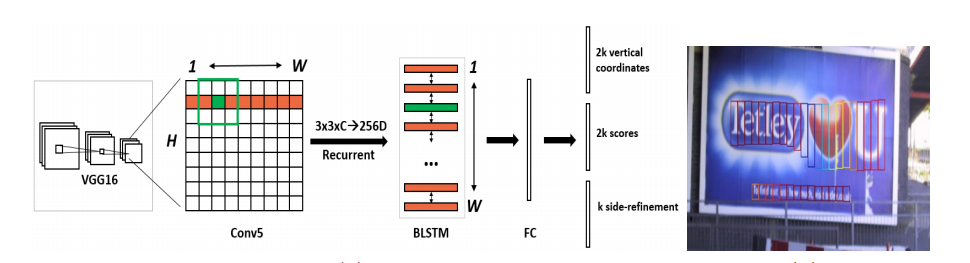 VGG16
1
W
H
Conv5
3x3xC→256D
Recurrent
1
...
W
BLSTM
FC
2k vertical
coordinates
2k scores
k side-refinement
Tetley
U